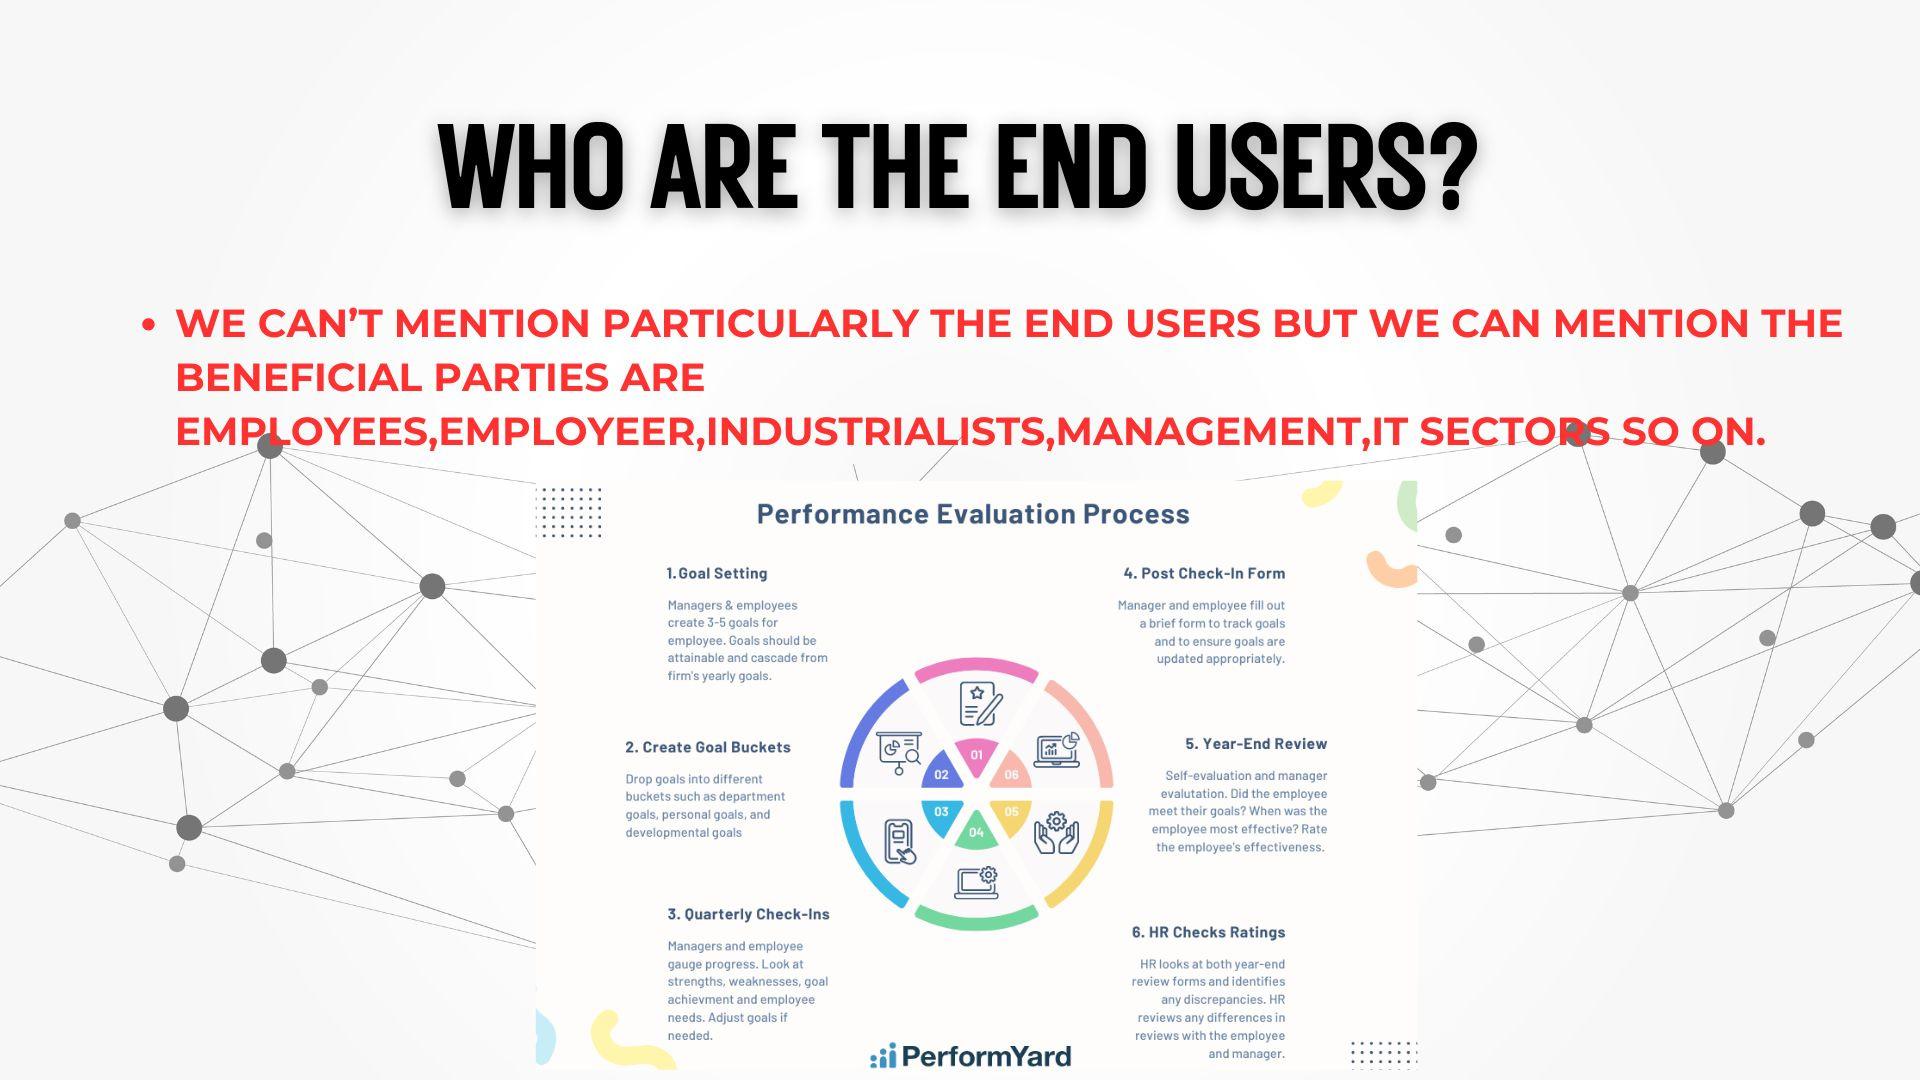 WHO ARE THE END USERS?
• WE CAN’T MENTION PARTICULARLY THE END USERS BUT WE CAN MENTION THE
BENEFICIAL PARTIES ARE
EMPLOYEES,EMPLOYEER,INDUSTRIALISTS,MANAGEMENT,IT SECTORS SO ON.
Performance Evaluation Process
1.Goal Setting
Managers & employees
create 3-5 goals for
employee. Goals should be
attainable and cascade from
firm's yearly goals.
2. Create Goal Buckets
Drop goals into different
buckets such as department
goals, personal goals, and
developmental goals
3. Quarterly Check-Ins
Managers and employee
gauge progress. Look at
strengths, weaknesses, goal
achievment and employee
needs. Adjust goals if
needed.
01
02
03
04
05
06
4. Post Check-In Form
Manager and employee fill out
a brief form to track goals
and to ensure goals are
updated appropriately.
5. Year-End Review
Self-evaluation and manager
evalutation. Did the employee
meet their goals? When was the
employee most effective? Rate
the employee's effectiveness.
6. HR Checks Ratings
HR looks at both year-end
review forms and identifies
any discrepancies. HR
reviews any differences in
reviews with the employee
and manager.
PerformYard